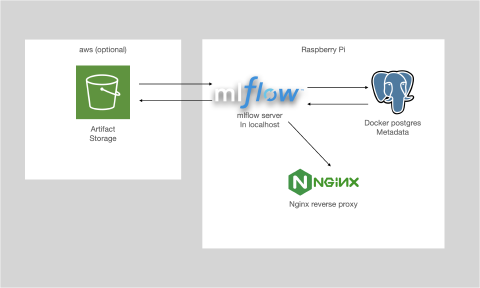 aws (optional)
Artifact
Storage
Raspberry Pi
mlflow
mlflow server
In localhost
Docker postgres
Metadata
NGINX
Nginx reverse proxy